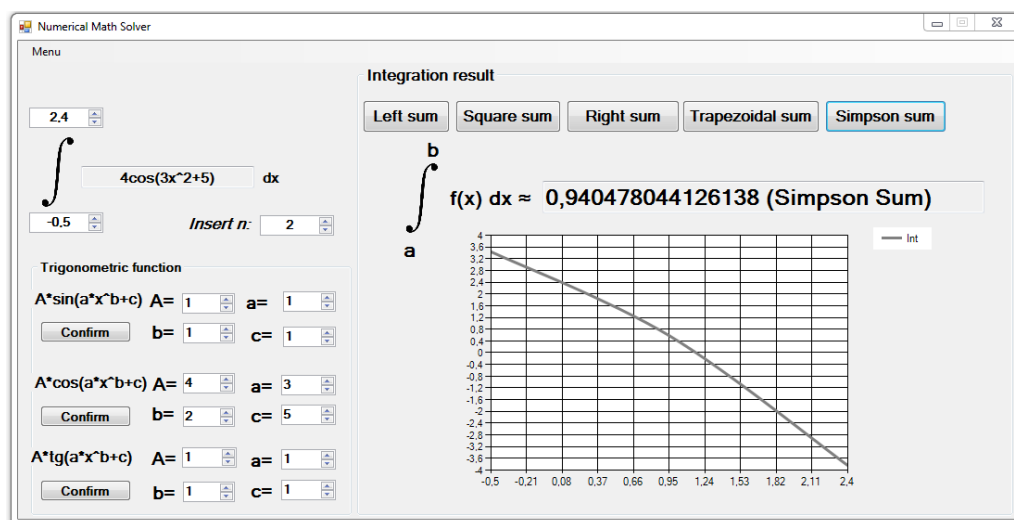 Numerical Math Solver
Menu
2,4
4cos(3x^2+5) dx
-0,5
Insert n: 2
Trigonometric function
A*sin(a*x^b+c) A= 1 a= 1
Confirm b= 1 c= 1
A*cos(a*x^b+c) A= 4 a= 3
Confirm b= 2 c= 5
A*tg(a*x^b+c) A= 1 a= 1
Confirm b= 1 c= 1
Integration result
Left sum Square sum Right sum Trapezoidal sum Simpson sum
b
∫ f(x) dx ≈ 0,940478044126138 (Simpson Sum)
a
Int
4
3,6
3,2
2,8
2,4
2
1,6
1,2
0,8
0,4
0
-0,4
-0,8
-1,2
-1,6
-2
-2,4
-2,8
-3,2
-3,6
-4
-0,5 -0,21 0,08 0,37 0,66 0,95 1,24 1,53 1,82 2,11 2,4